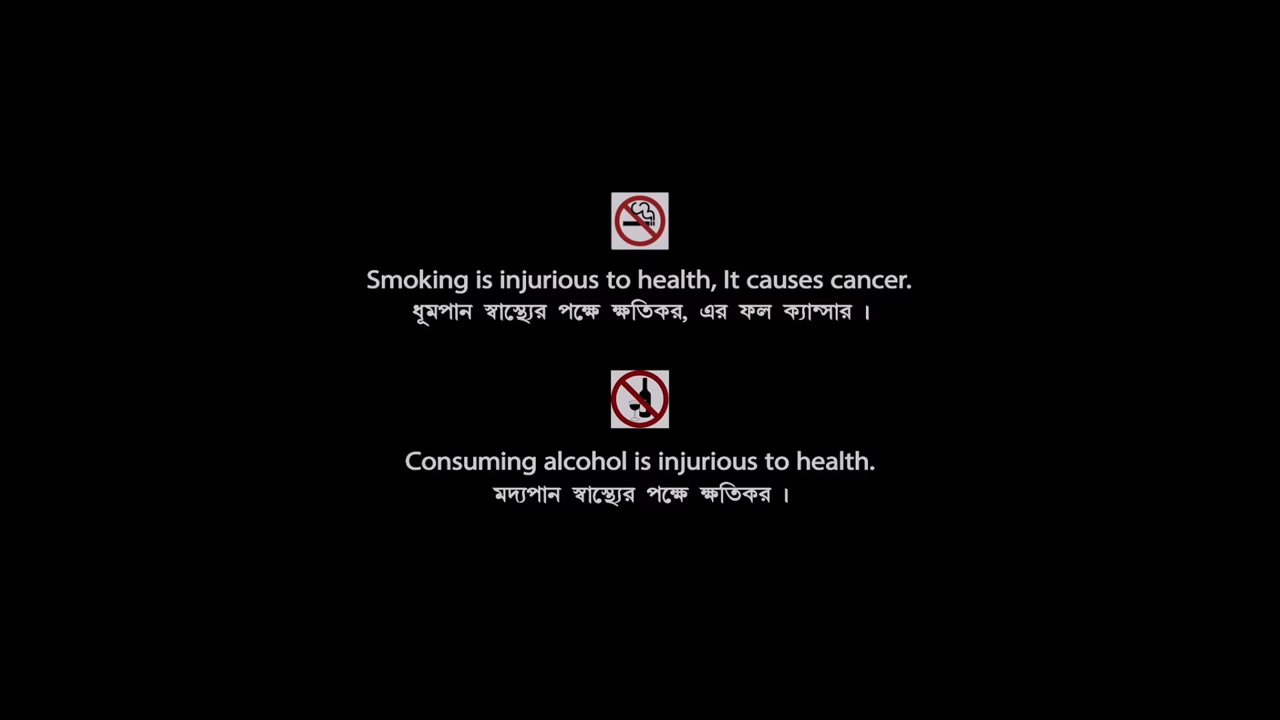 Smoking is injurious to health, It causes cancer.
ধূমপান স্বাস্থ্যের পক্ষে ক্ষতিকর, এর ফল ক্যান্সার ।
Consuming alcohol is injurious to health.
মদ্যপান স্বাস্থ্যের পক্ষে ক্ষতিকর ।